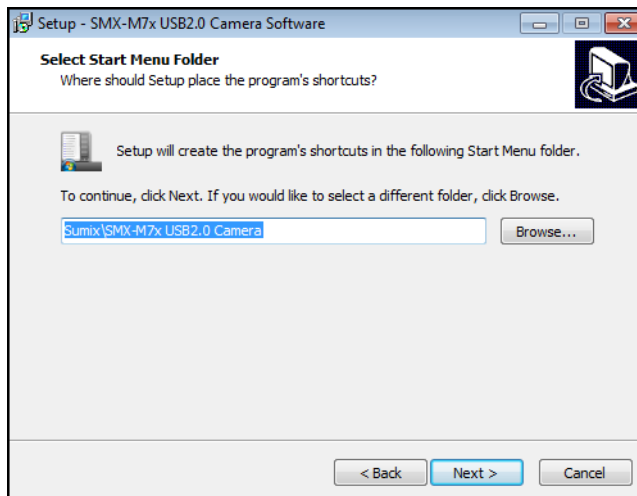 Setup - SMX-M7x USB2.0 Camera Software
Select Start Menu Folder
Where should Setup place the program's shortcuts?
Setup will create the program's shortcuts in the following Start Menu folder.
To continue, click Next. If you would like to select a different folder, click Browse.
Sumix\SMX-M7x USB2.0 Camera
Browse...
< Back
Next >
Cancel